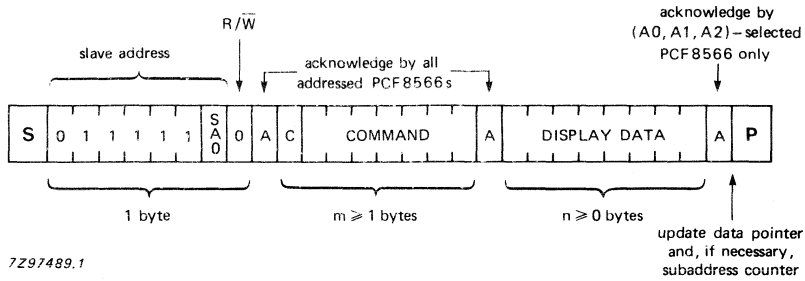 acknowledge by
(A0, A1, A2)–selected
PCF8566 only
R/W̅
slave address
acknowledge by all
addressed PCF8566s
S 0 1 1 1 1 1 SA0 0 A C COMMAND A DISPLAY DATA A P
1 byte
m ⩾ 1 bytes
n ⩾ 0 bytes
update data pointer
and, if necessary,
subaddress counter
7Z97489.1